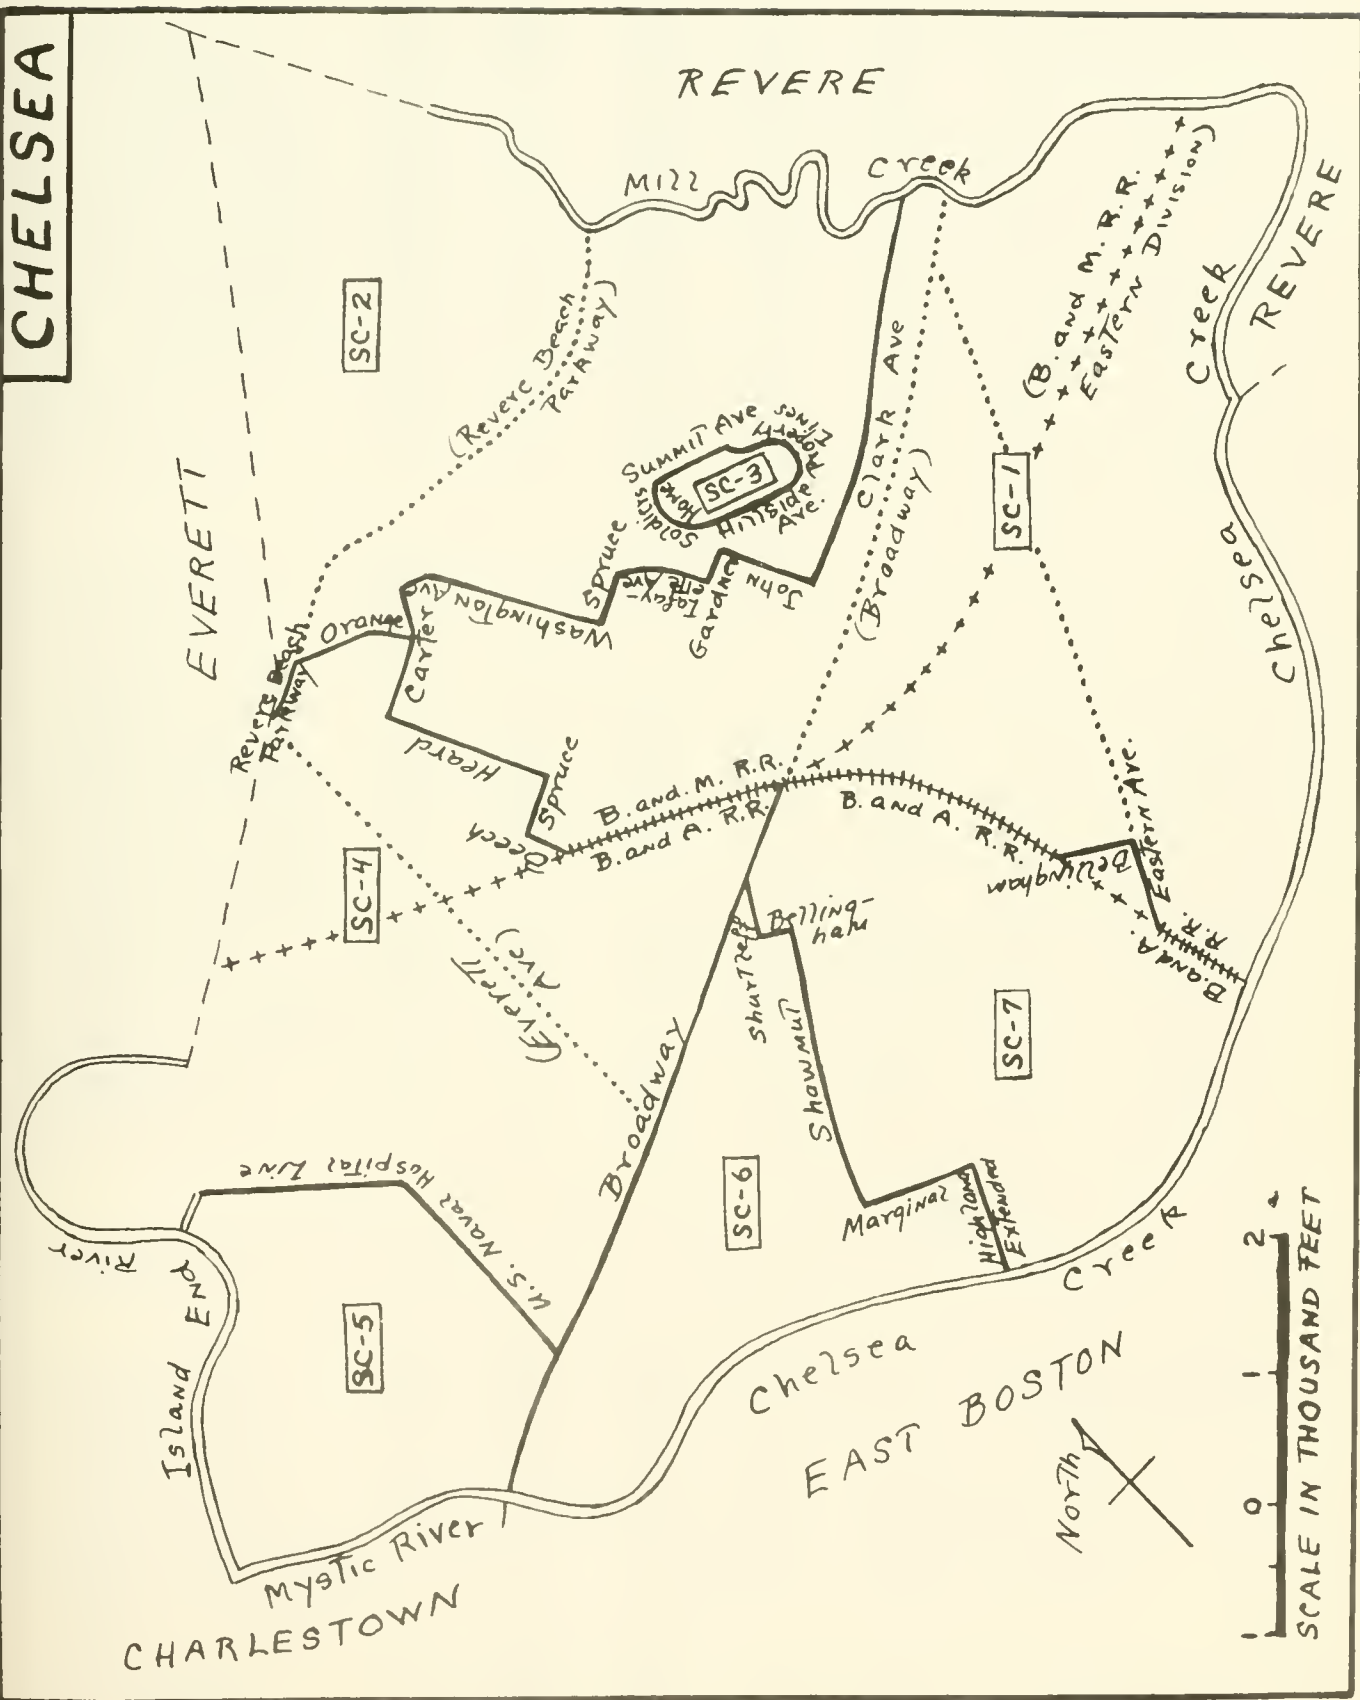 CHELSEA
REVERE
Mill
Creek
(B. and M. R.R.
Eastern Division)
REVERE
Creek
Chelsea
SC-2
(Revere Beach
Parkway)
EVERETT
Summit Ave
Property
Lines
SC-3
Soldiers
Home
Hillside
Ave.
Clark Ave
(Broadway)
SC-1
Spruce
Lafay-
ette Ave
Gardner
John
Washington Ave
Orange
Carter
Revere Beach
Parkway
Heard
Spruce
Beech
B. and M. R.R.
B. and A. R.R.
B. and A. R.R.
Bellingham
Eastern Ave.
B. and A.
R.R.
SC-4
(Everett
Ave)
Shurtleff
Belling-
ham
Broadway
Shawmut
SC-7
SC-6
Marginal
Highland
Extended
Creek
Chelsea
U.S. Naval Hospital Line
Island End
River
SC-5
Mystic River
CHARLESTOWN
EAST BOSTON
North
1 0 1 2
SCALE IN THOUSAND FEET